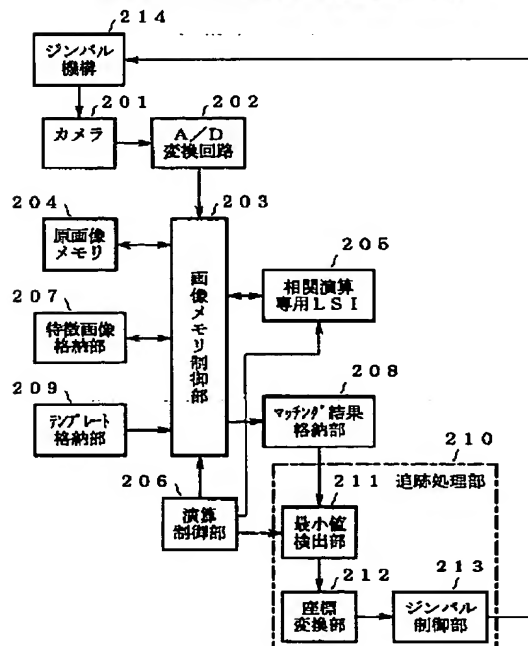 214
ジンバル
機構
201
カメラ
202
A/D
変換回路
204
原画像
メモリ
203
画像メモリ制御部
205
相関演算
専用LSI
207
特徴画像
格納部
209
テンプレート
格納部
208
マッチング結果
格納部
210
追跡処理部
206
演算
制御部
211
最小値
検出部
212
座標
変換部
213
ジンバル
制御部